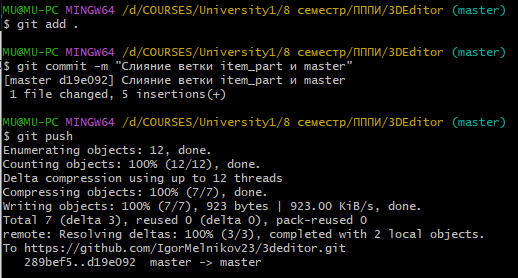 MU@MU-PC MINGW64 /d/COURSES/University1/8 семестр/ПППИ/3DEditor (master)
$ git add .
MU@MU-PC MINGW64 /d/COURSES/University1/8 семестр/ПППИ/3DEditor (master)
$ git commit -m "Слияние ветки item_part и master"
[master d19e092] Слияние ветки item_part и master
1 file changed, 5 insertions(+)
MU@MU-PC MINGW64 /d/COURSES/University1/8 семестр/ПППИ/3DEditor (master)
$ git push
Enumerating objects: 12, done.
Counting objects: 100% (12/12), done.
Delta compression using up to 12 threads
Compressing objects: 100% (7/7), done.
Writing objects: 100% (7/7), 923 bytes | 923.00 KiB/s, done.
Total 7 (delta 3), reused 0 (delta 0), pack-reused 0
remote: Resolving deltas: 100% (3/3), completed with 2 local objects.
To https://github.com/IgorMelnikov23/3deditor.git
289bef5..d19e092  master -> master